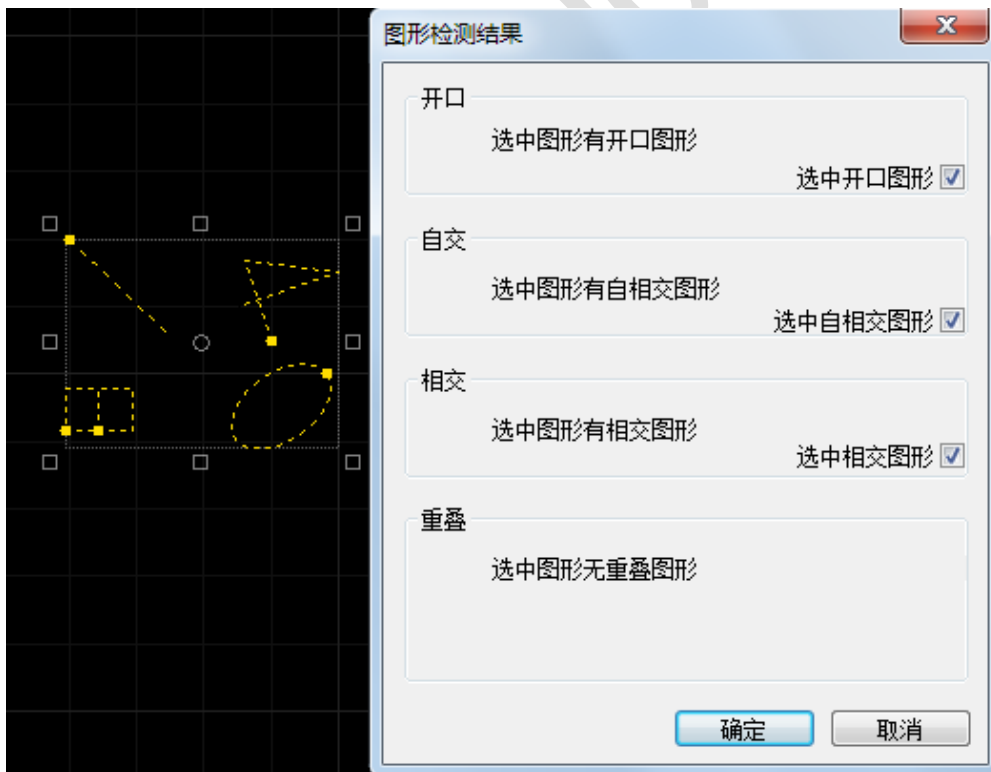 图形检测结果
开口
选中图形有开口图形
选中开口图形
自交
选中图形有自相交图形
选中自相交图形
相交
选中图形有相交图形
选中相交图形
重叠
选中图形无重叠图形
确定
取消